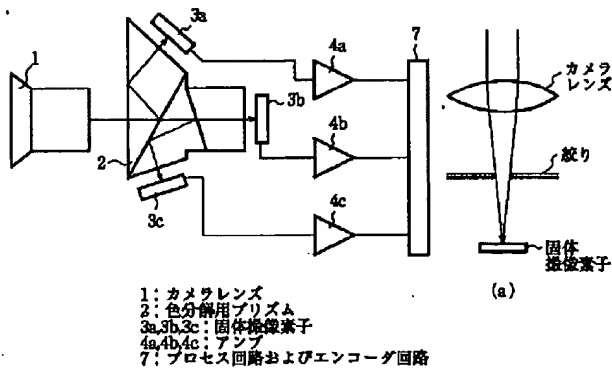 1
2
3a
3b
3c
4a
4b
4c
7
カメラ
レンズ
絞り
固体
撮像素子
(a)
1:カメラレンズ
2:色分解用プリズム
3a,3b,3c:固体撮像素子
4a,4b,4c:アンプ
7:プロセス回路およびエンコーダ回路